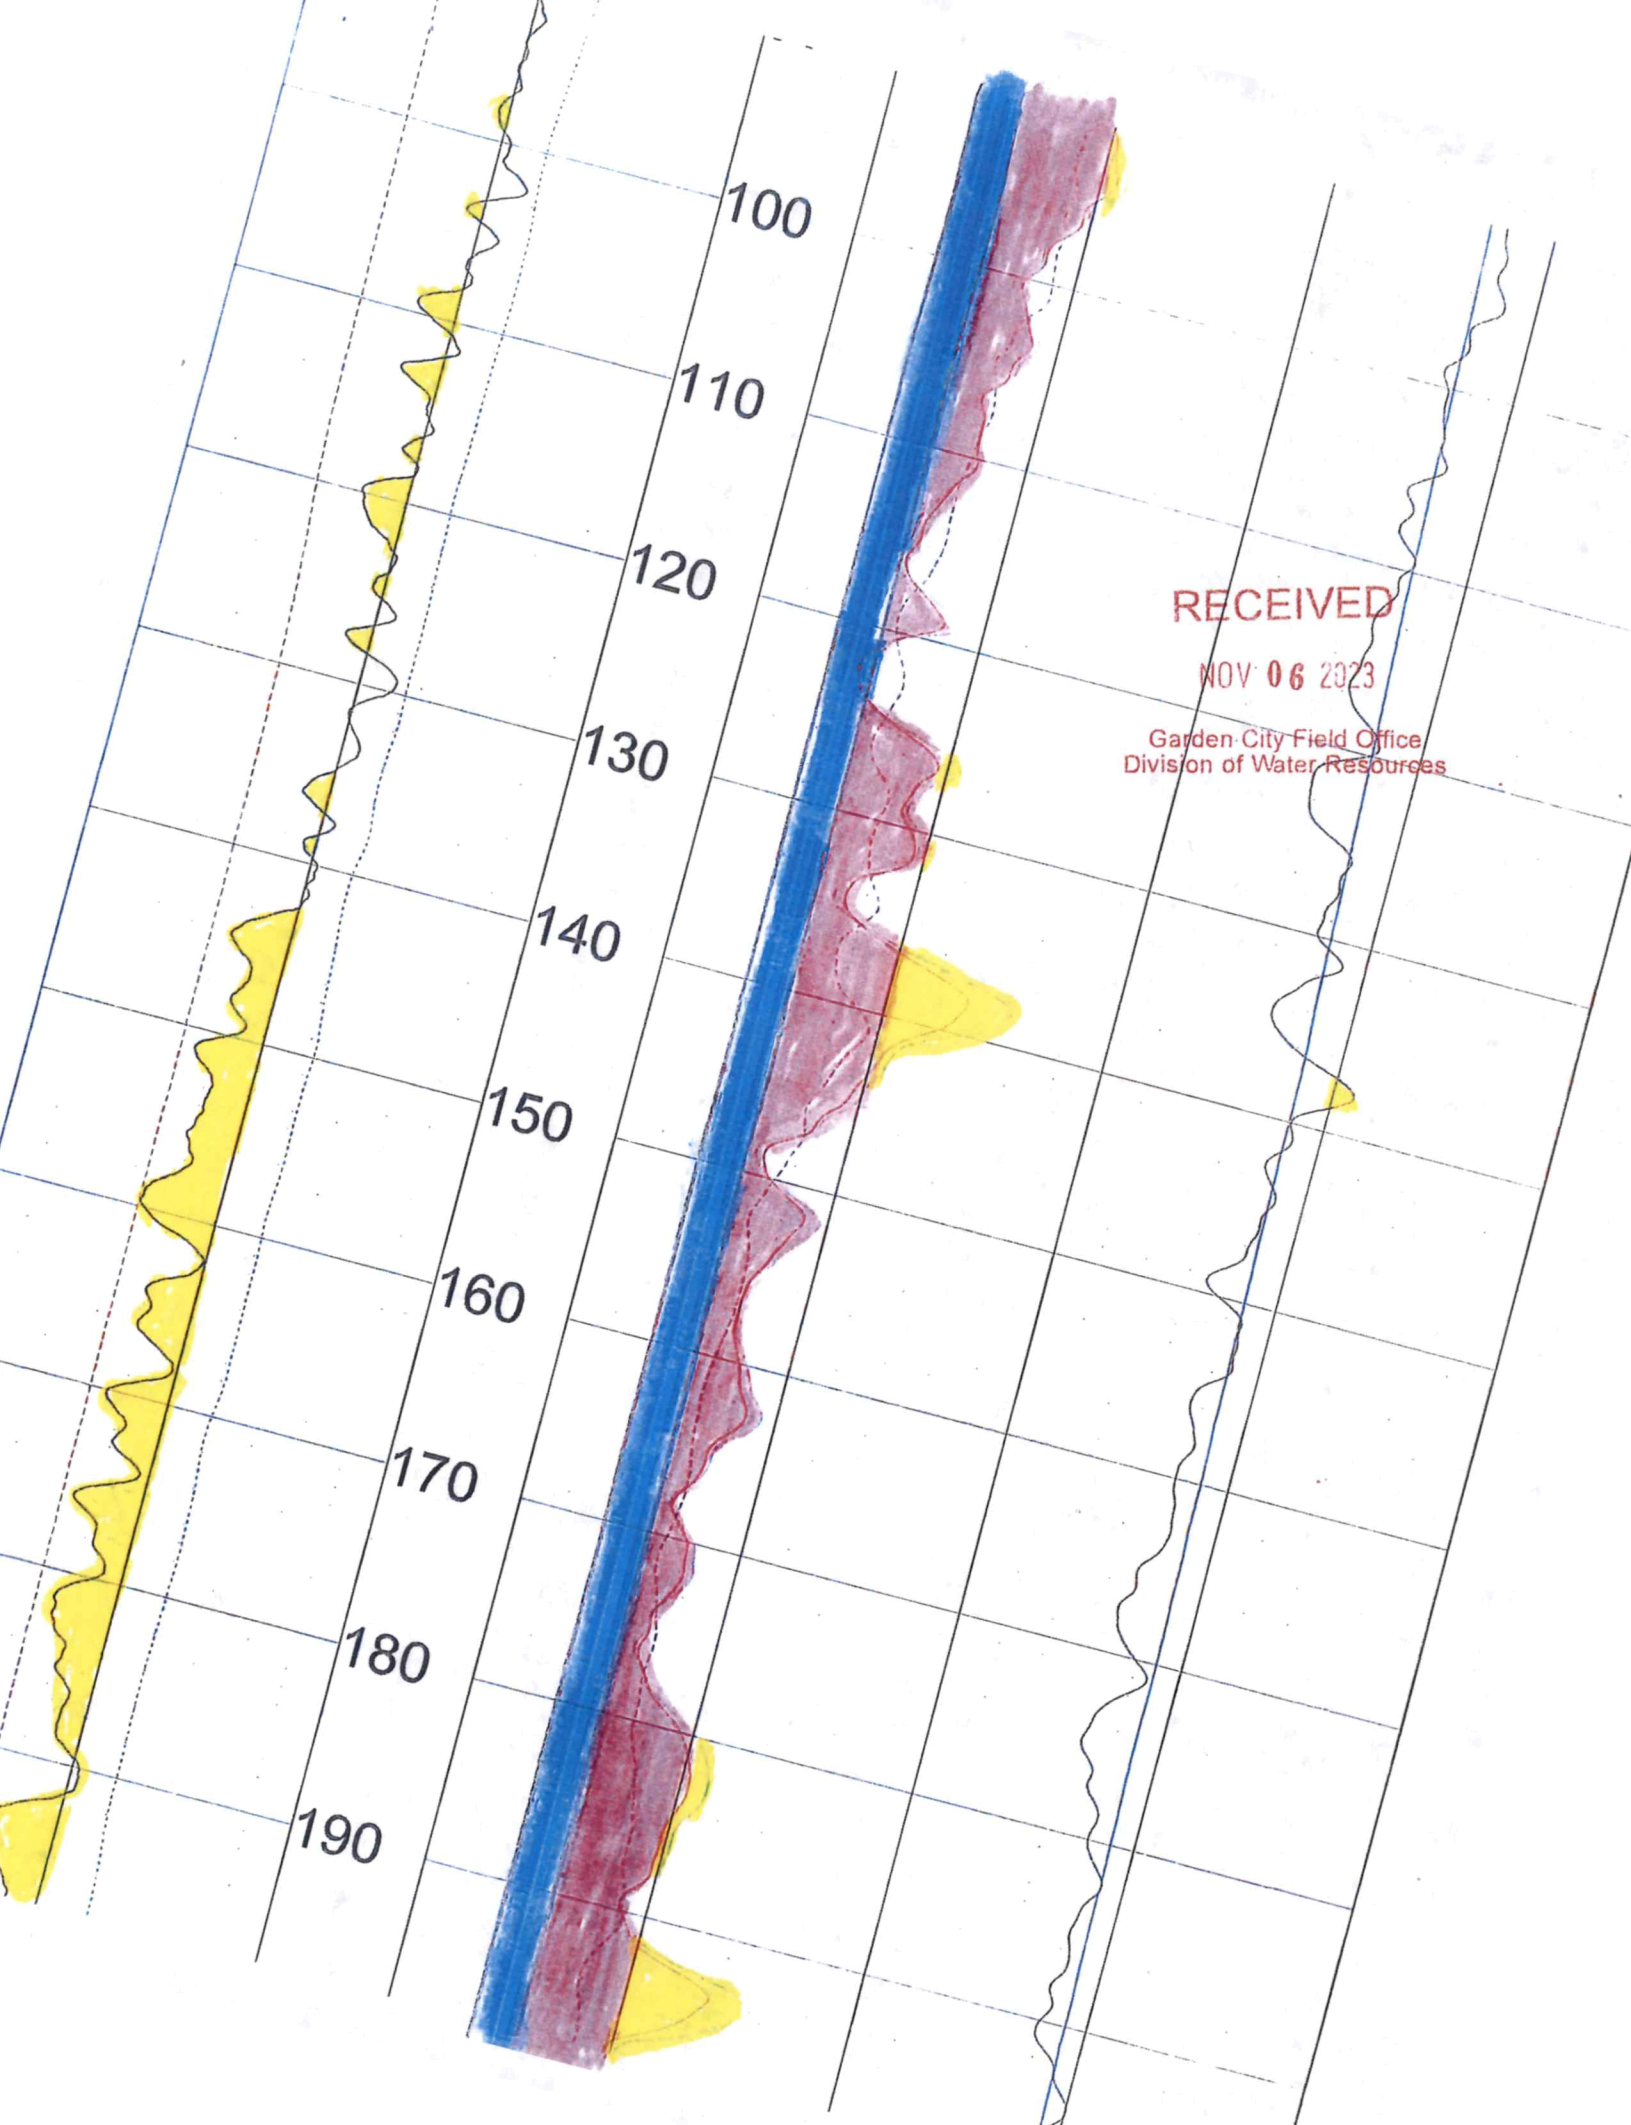 100
110
120
RECEIVED
NOV 06 2023
Garden City Field Office
Division of Water Resources
130
140
150
160
170
180
190